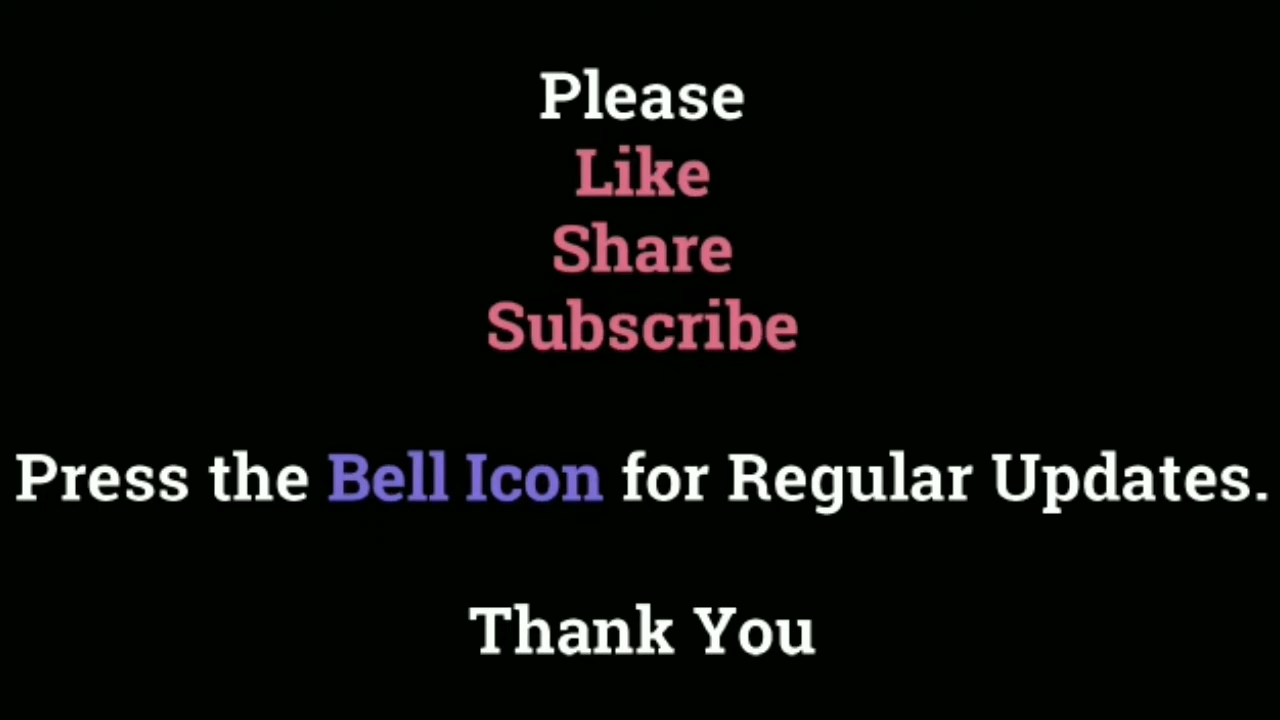 Please
Like
Share
Subscribe
Press the Bell Icon for Regular Updates.
Thank You